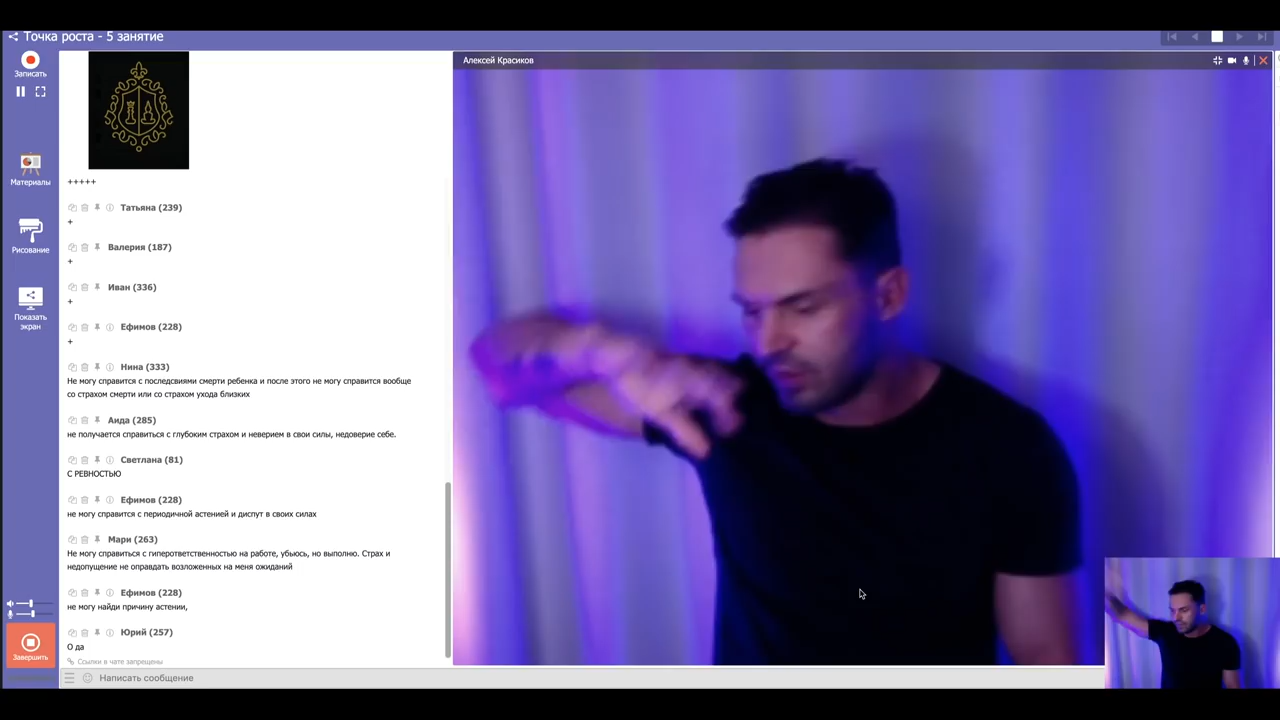 Точка роста - 5 занятие
Записать
Материалы
Рисование
Показать
экран
Завершить
+++++
Татьяна (239)
+
Валерия (187)
+
Иван (336)
+
Ефимов (228)
+
Нина (333)
Не могу справится с последсвиями смерти ребенка и после этого не могу справится вообще
со страхом смерти или со страхом ухода близких
Аида (285)
не получается справиться с глубоким страхом и неверием в свои силы, недоверие себе.
Светлана (81)
С РЕВНОСТЬЮ
Ефимов (228)
не могу справится с периодичной астенией и диспут в своих силах
Мари (263)
Не могу справиться с гиперответственностью на работе, убьюсь, но выполню. Страх и
недопущение не оправдать возложенных на меня ожиданий
Ефимов (228)
не могу найди причину астении,
Юрий (257)
О да
Ссылки в чате запрещены
Написать сообщение
Алексей Красиков